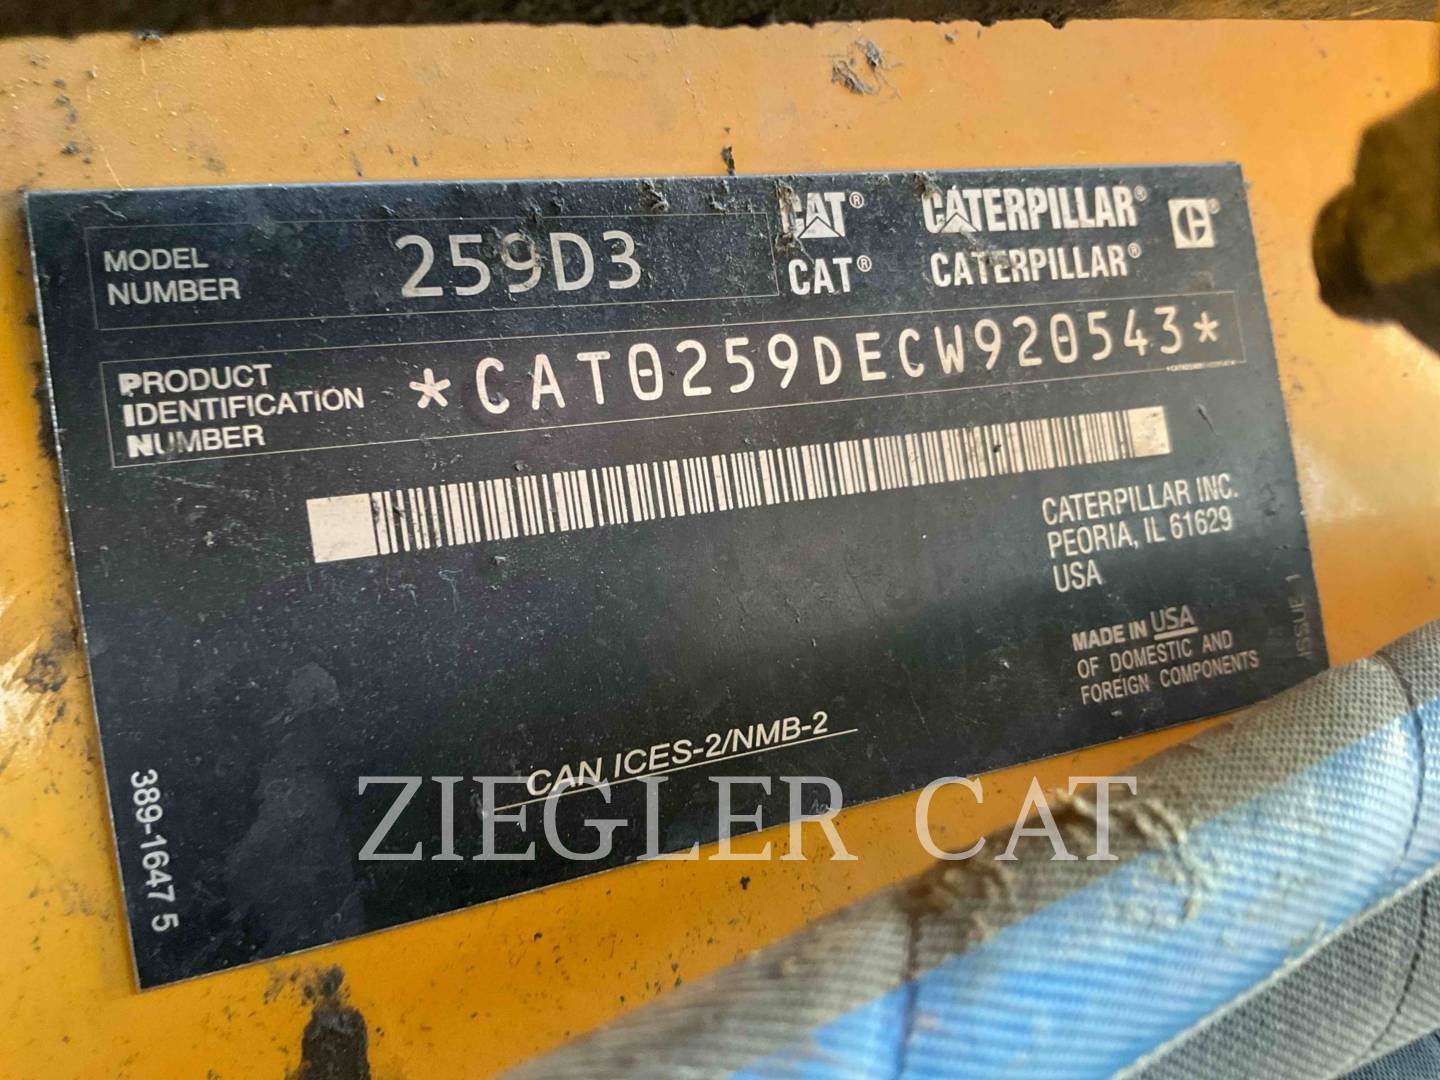 MODEL
NUMBER
259D3
CAT® CATERPILLAR® C®
CAT® CATERPILLAR®
PRODUCT
IDENTIFICATION
NUMBER
*CAT0259DECW920543*
CATERPILLAR INC.
PEORIA, IL 61629
USA
MADE IN USA
OF DOMESTIC AND
FOREIGN COMPONENTS
ISSUE 1
CAN ICES-2/NMB-2
389-1647 5
ZIEGLER CAT